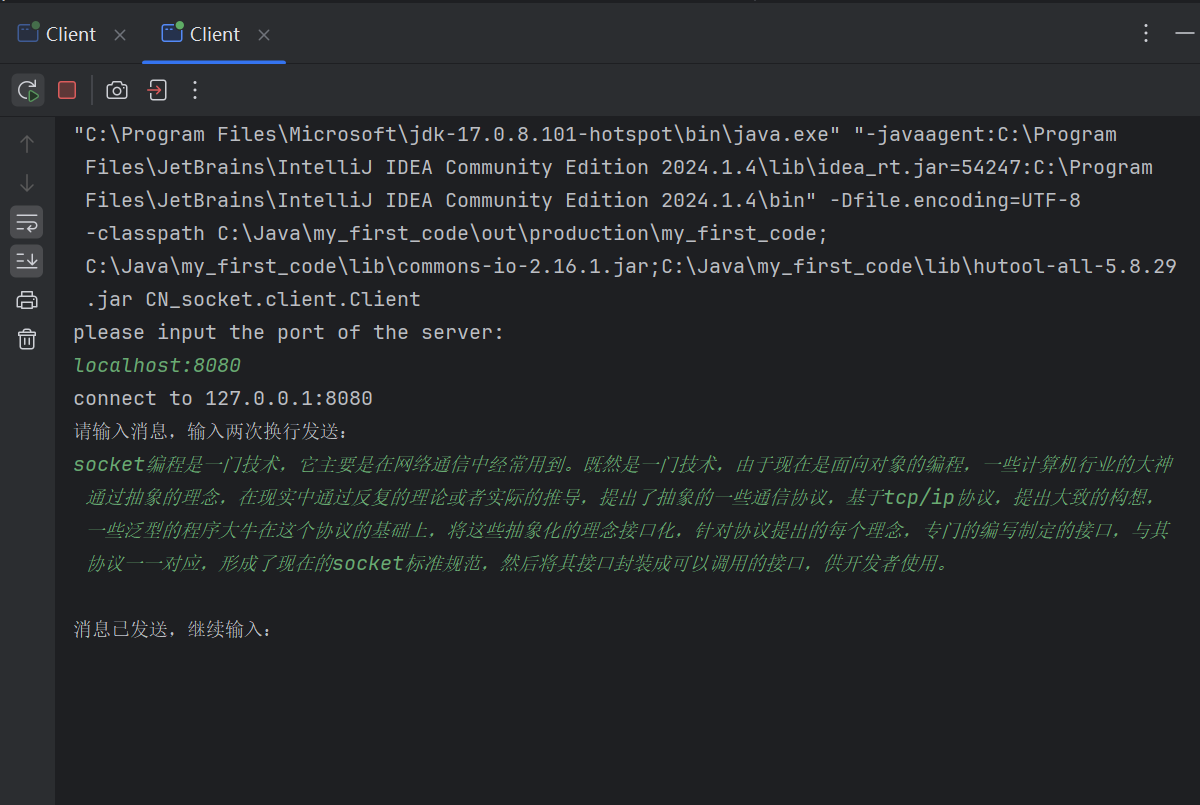 Client
Client
"C:\Program Files\Microsoft\jdk-17.0.8.101-hotspot\bin\java.exe" "-javaagent:C:\Program
Files\JetBrains\IntelliJ IDEA Community Edition 2024.1.4\lib\idea_rt.jar=54247:C:\Program
Files\JetBrains\IntelliJ IDEA Community Edition 2024.1.4\bin" -Dfile.encoding=UTF-8
-classpath C:\Java\my_first_code\out\production\my_first_code;
C:\Java\my_first_code\lib\commons-io-2.16.1.jar;C:\Java\my_first_code\lib\hutool-all-5.8.29
.jar CN_socket.client.Client
please input the port of the server:
localhost:8080
connect to 127.0.0.1:8080
请输入消息，输入两次换行发送：
socket编程是一门技术，它主要是在网络通信中经常用到。既然是一门技术，由于现在是面向对象的编程，一些计算机行业的大神
通过抽象的理念，在现实中通过反复的理论或者实际的推导，提出了抽象的一些通信协议，基于tcp/ip协议，提出大致的构想，
一些泛型的程序大牛在这个协议的基础上，将这些抽象化的理念接口化，针对协议提出的每个理念，专门的编写制定的接口，与其
协议一一对应，形成了现在的socket标准规范，然后将其接口封装成可以调用的接口，供开发者使用。
消息已发送，继续输入：